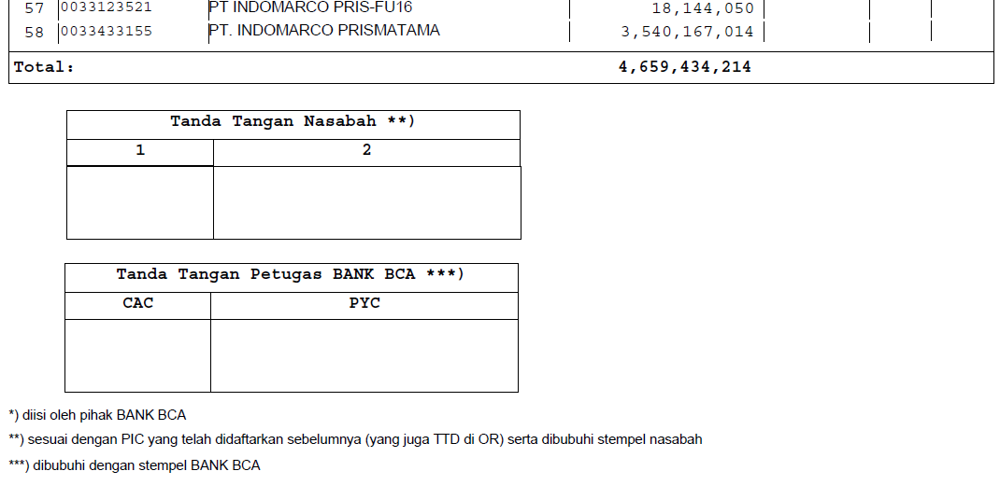 57 0033123521 PT INDOMARCO PRIS-FU16 18,144,050
58 0033433155 PT. INDOMARCO PRISMATAMA 3,540,167,014
Total: 4,659,434,214
Tanda Tangan Nasabah **)
1 2
Tanda Tangan Petugas BANK BCA ***)
CAC PYC
*) diisi oleh pihak BANK BCA
**) sesuai dengan PIC yang telah didaftarkan sebelumnya (yang juga TTD di OR) serta dibubuhi stempel nasabah
***) dibubuhi dengan stempel BANK BCA